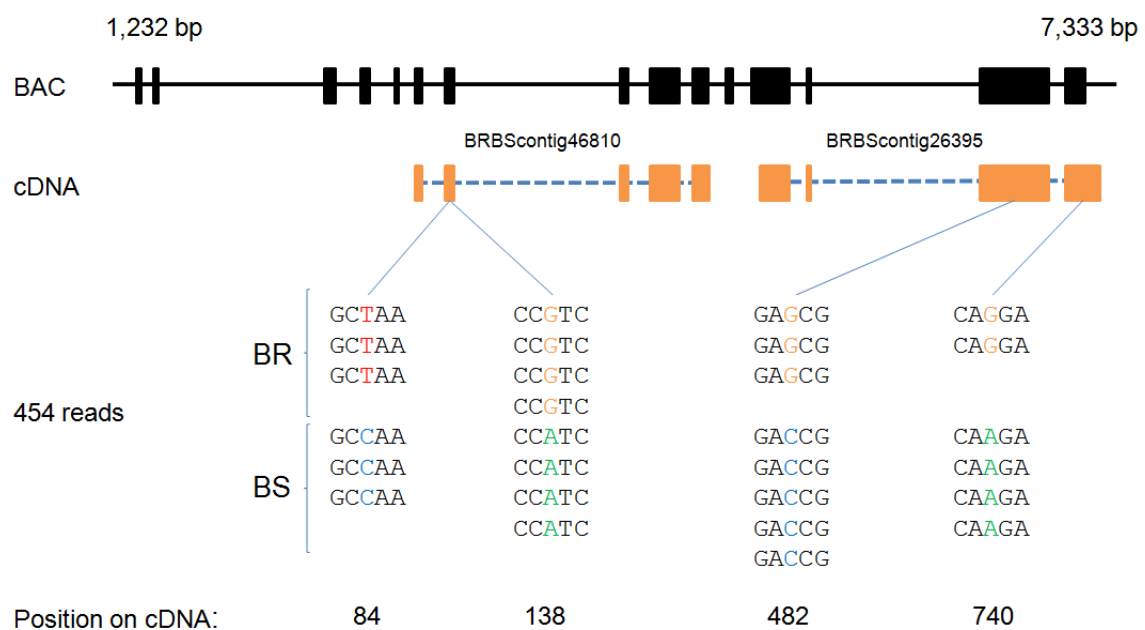 1,232 bp 7,333 bp
BAC
BRBScontig46810 BRBScontig26395
cDNA
GCTAA CCGTC GAGCG CAGGA
GCTAA CCGTC GAGCG CAGGA
BR
GCTAA CCGTC GAGCG
CCGTC
454 reads
GCCAA CCATC GACCG CAAGA
GCCAA CCATC GACCG CAAGA
BS
GCCAA CCATC GACCG CAAGA
CCATC GACCG CAAGA
GACCG
Position on cDNA: 84 138 482 740